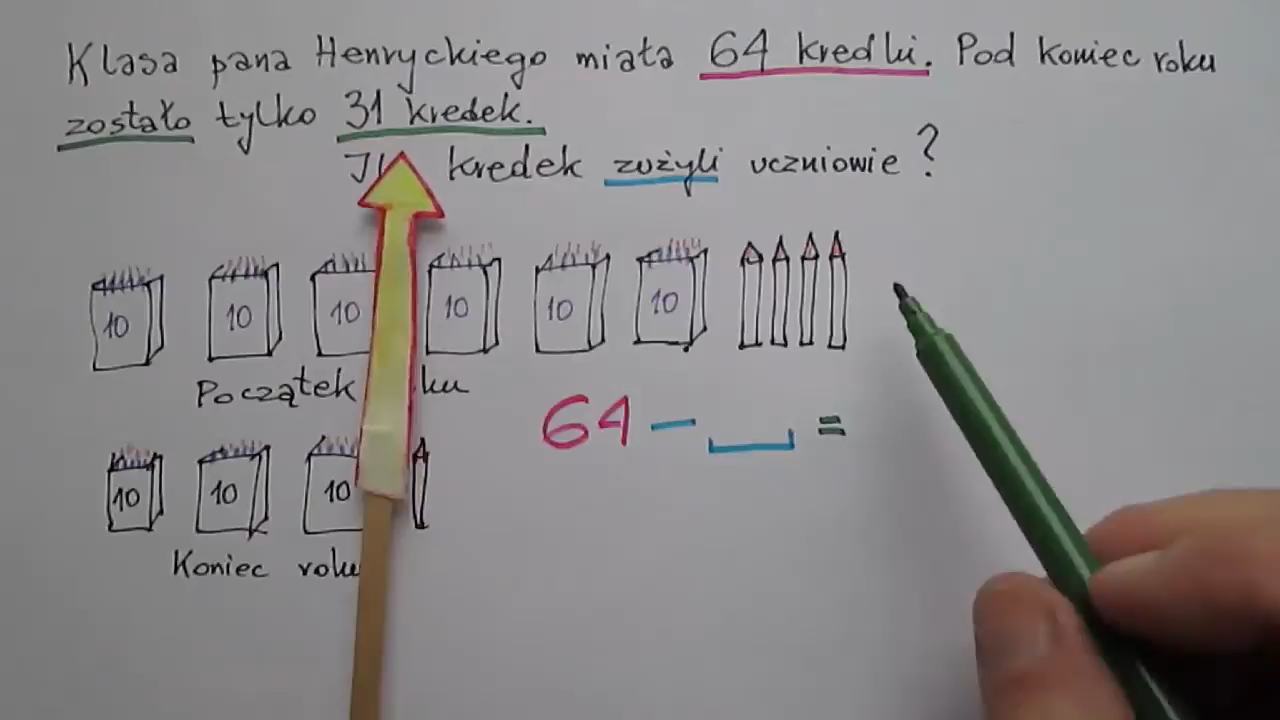 Klasa pana Henryckiego miała 64 kredki. Pod koniec roku
zostało tylko 31 kredek.
kredek zużyli uczniowie?
10 10 10 10 10 10
Początek
64 - =
10 10 10
Koniec roku